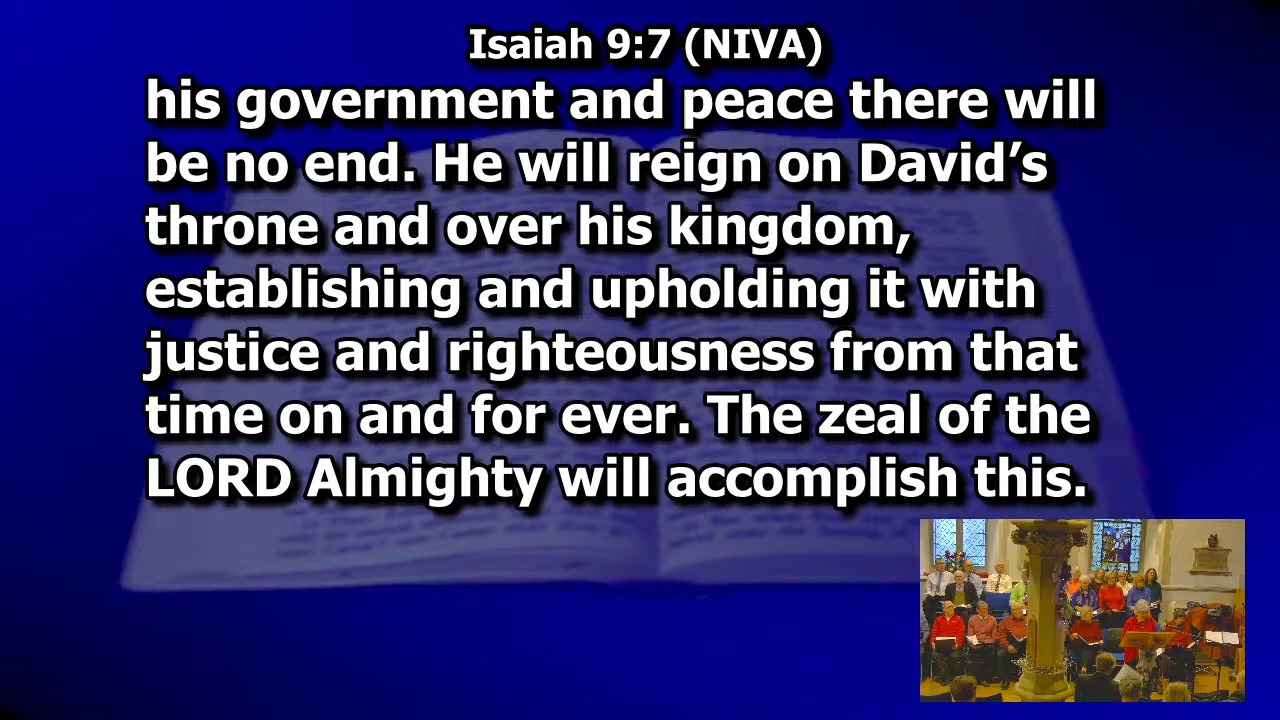 Isaiah 9:7 (NIVA)
his government and peace there will
be no end. He will reign on David’s
throne and over his kingdom,
establishing and upholding it with
justice and righteousness from that
time on and for ever. The zeal of the
LORD Almighty will accomplish this.